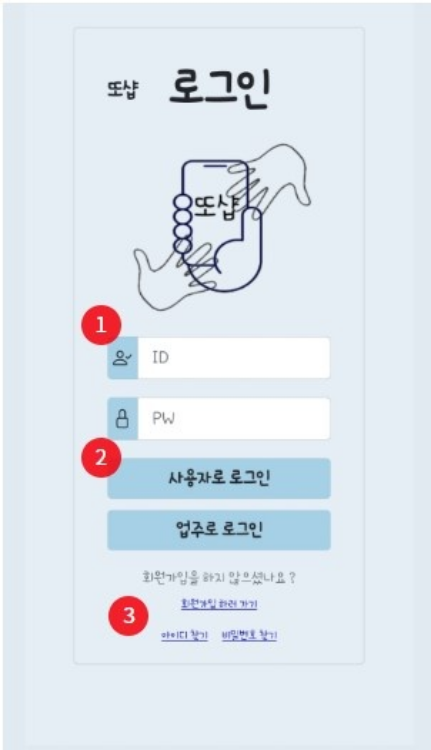 또샵 로그인
또샵
1
ID
PW
2
사용자로 로그인
업주로 로그인
회원가입을 하지 않으셨나요?
회원가입 하러 가기
3
아이디 찾기 비밀번호 찾기